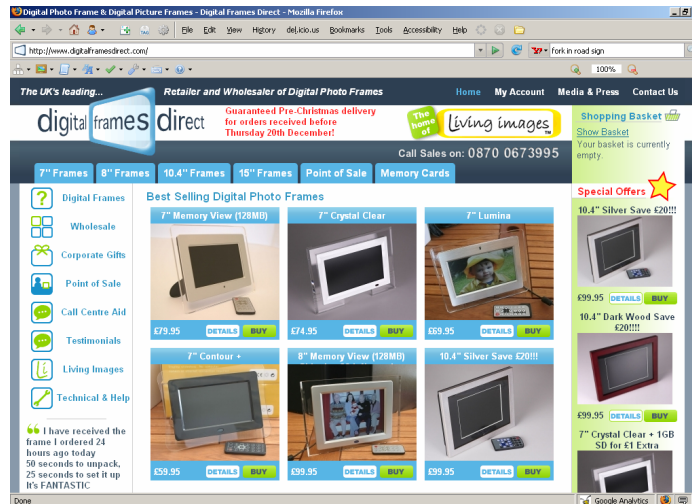 Digital Photo Frame & Digital Picture Frames - Digital Frames Direct - Mozilla Firefox
File Edit View History del.icio.us Bookmarks Tools Accessibility Help
http://www.digitalframesdirect.com/
fork in road sign
100%
The UK's leading... Retailer and Wholesaler of Digital Photo Frames
Home My Account Media & Press Contact Us
digital frames direct
Guaranteed Pre-Christmas delivery
for orders received before
Thursday 20th December!
The home of Living images
Call Sales on: 0870 0673995
Shopping Basket
Show Basket
Your basket is currently
empty.
7" Frames 8" Frames 10.4" Frames 15" Frames Point of Sale Memory Cards
Digital Frames
Wholesale
Corporate Gifts
Point of Sale
Call Centre Aid
Testimonials
Living Images
Technical & Help
I have received the
frame I ordered 24
hours ago today
50 seconds to unpack,
25 seconds to set it up
It's FANTASTIC
Best Selling Digital Photo Frames
7" Memory View (128MB)
£79.95 DETAILS BUY
7" Crystal Clear
£74.95 DETAILS BUY
7" Lumina
£69.95 DETAILS BUY
7" Contour +
£59.95 DETAILS BUY
8" Memory View (128MB)
£99.95 DETAILS BUY
10.4" Silver Save £20!!!
£99.95 DETAILS BUY
Special Offers
10.4" Silver Save £20!!!
£99.95 DETAILS BUY
10.4" Dark Wood Save
£20!!!!
£99.95 DETAILS BUY
7" Crystal Clear + 1GB
SD for £1 Extra
Done
Google Analytics